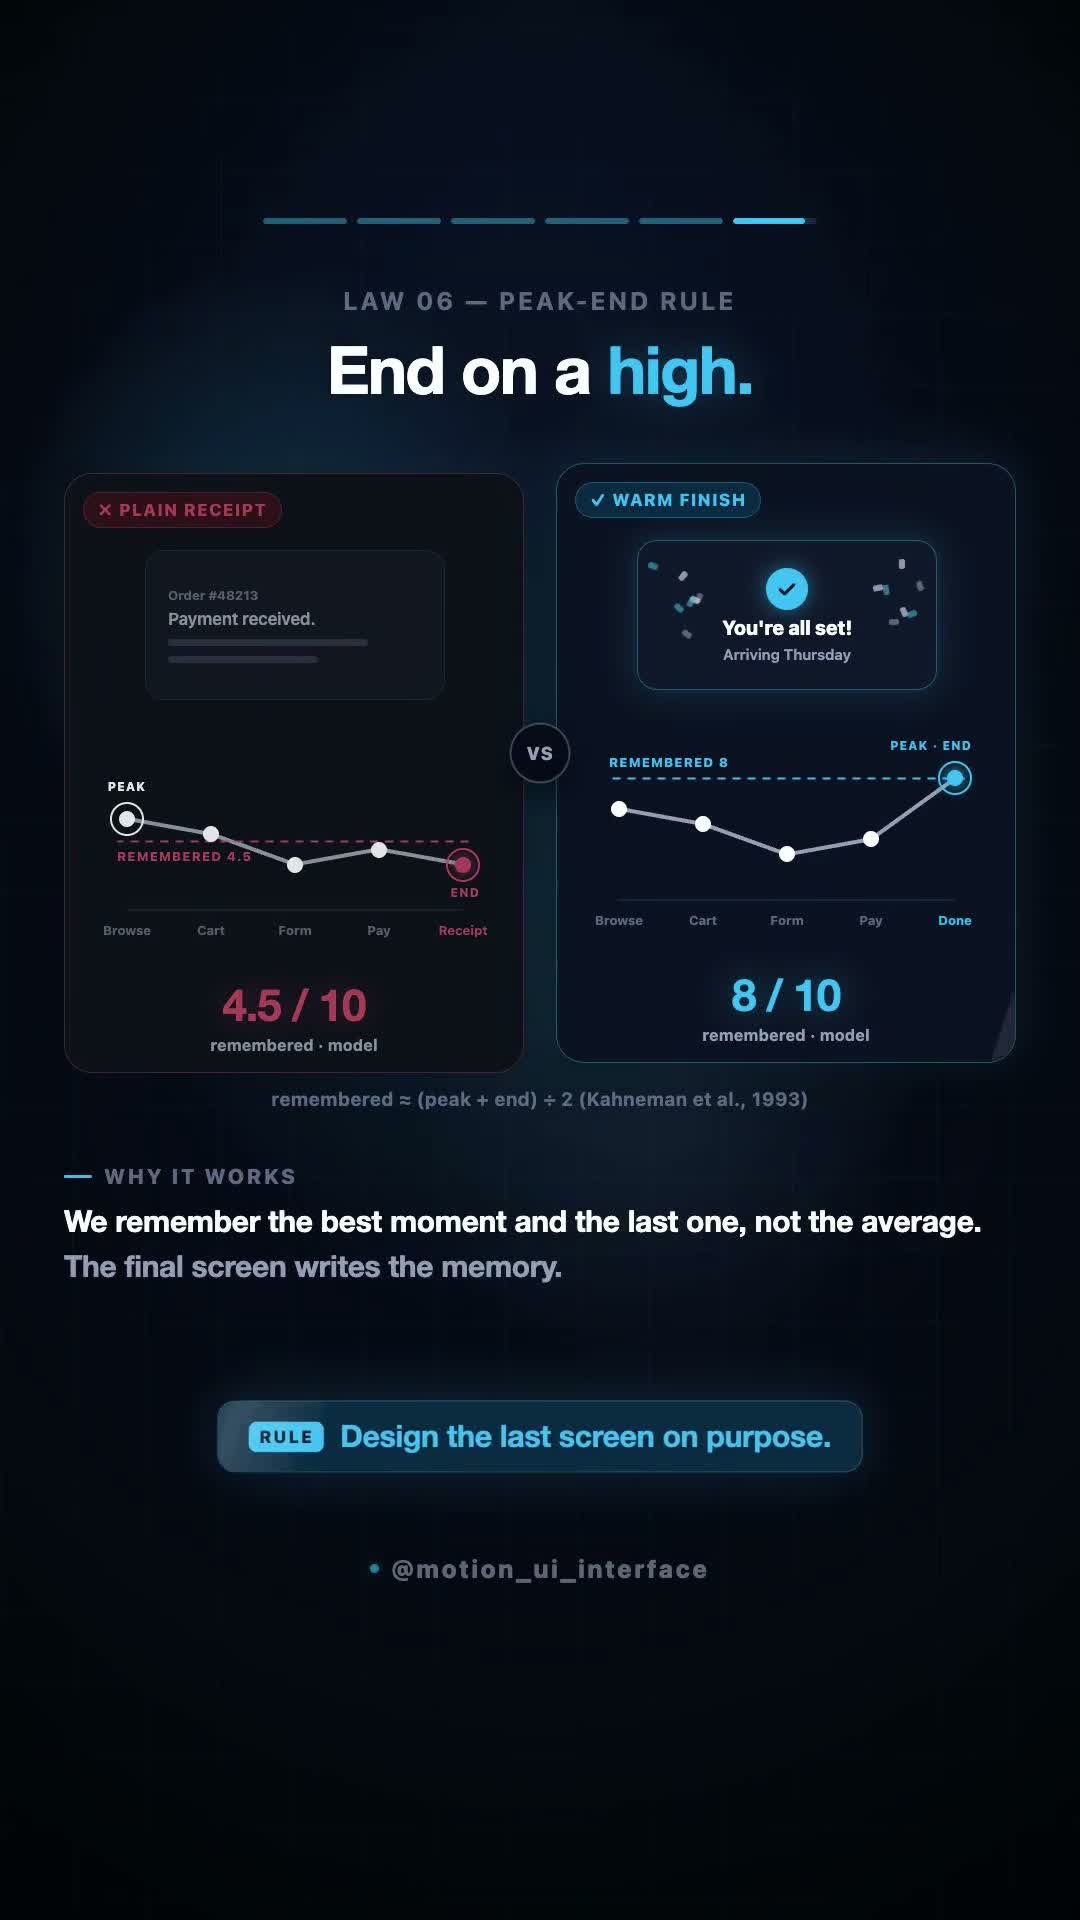 LAW 06 — PEAK-END RULE
End on a high.
✕ PLAIN RECEIPT
Order #48213
Payment received.
PEAK
REMEMBERED 4.5
END
Browse Cart Form Pay Receipt
4.5 / 10
remembered · model
VS
✓ WARM FINISH
You're all set!
Arriving Thursday
PEAK · END
REMEMBERED 8
Browse Cart Form Pay Done
8 / 10
remembered · model
remembered ≈ (peak + end) ÷ 2 (Kahneman et al., 1993)
WHY IT WORKS
We remember the best moment and the last one, not the average.
The final screen writes the memory.
RULE Design the last screen on purpose.
@motion_ui_interface